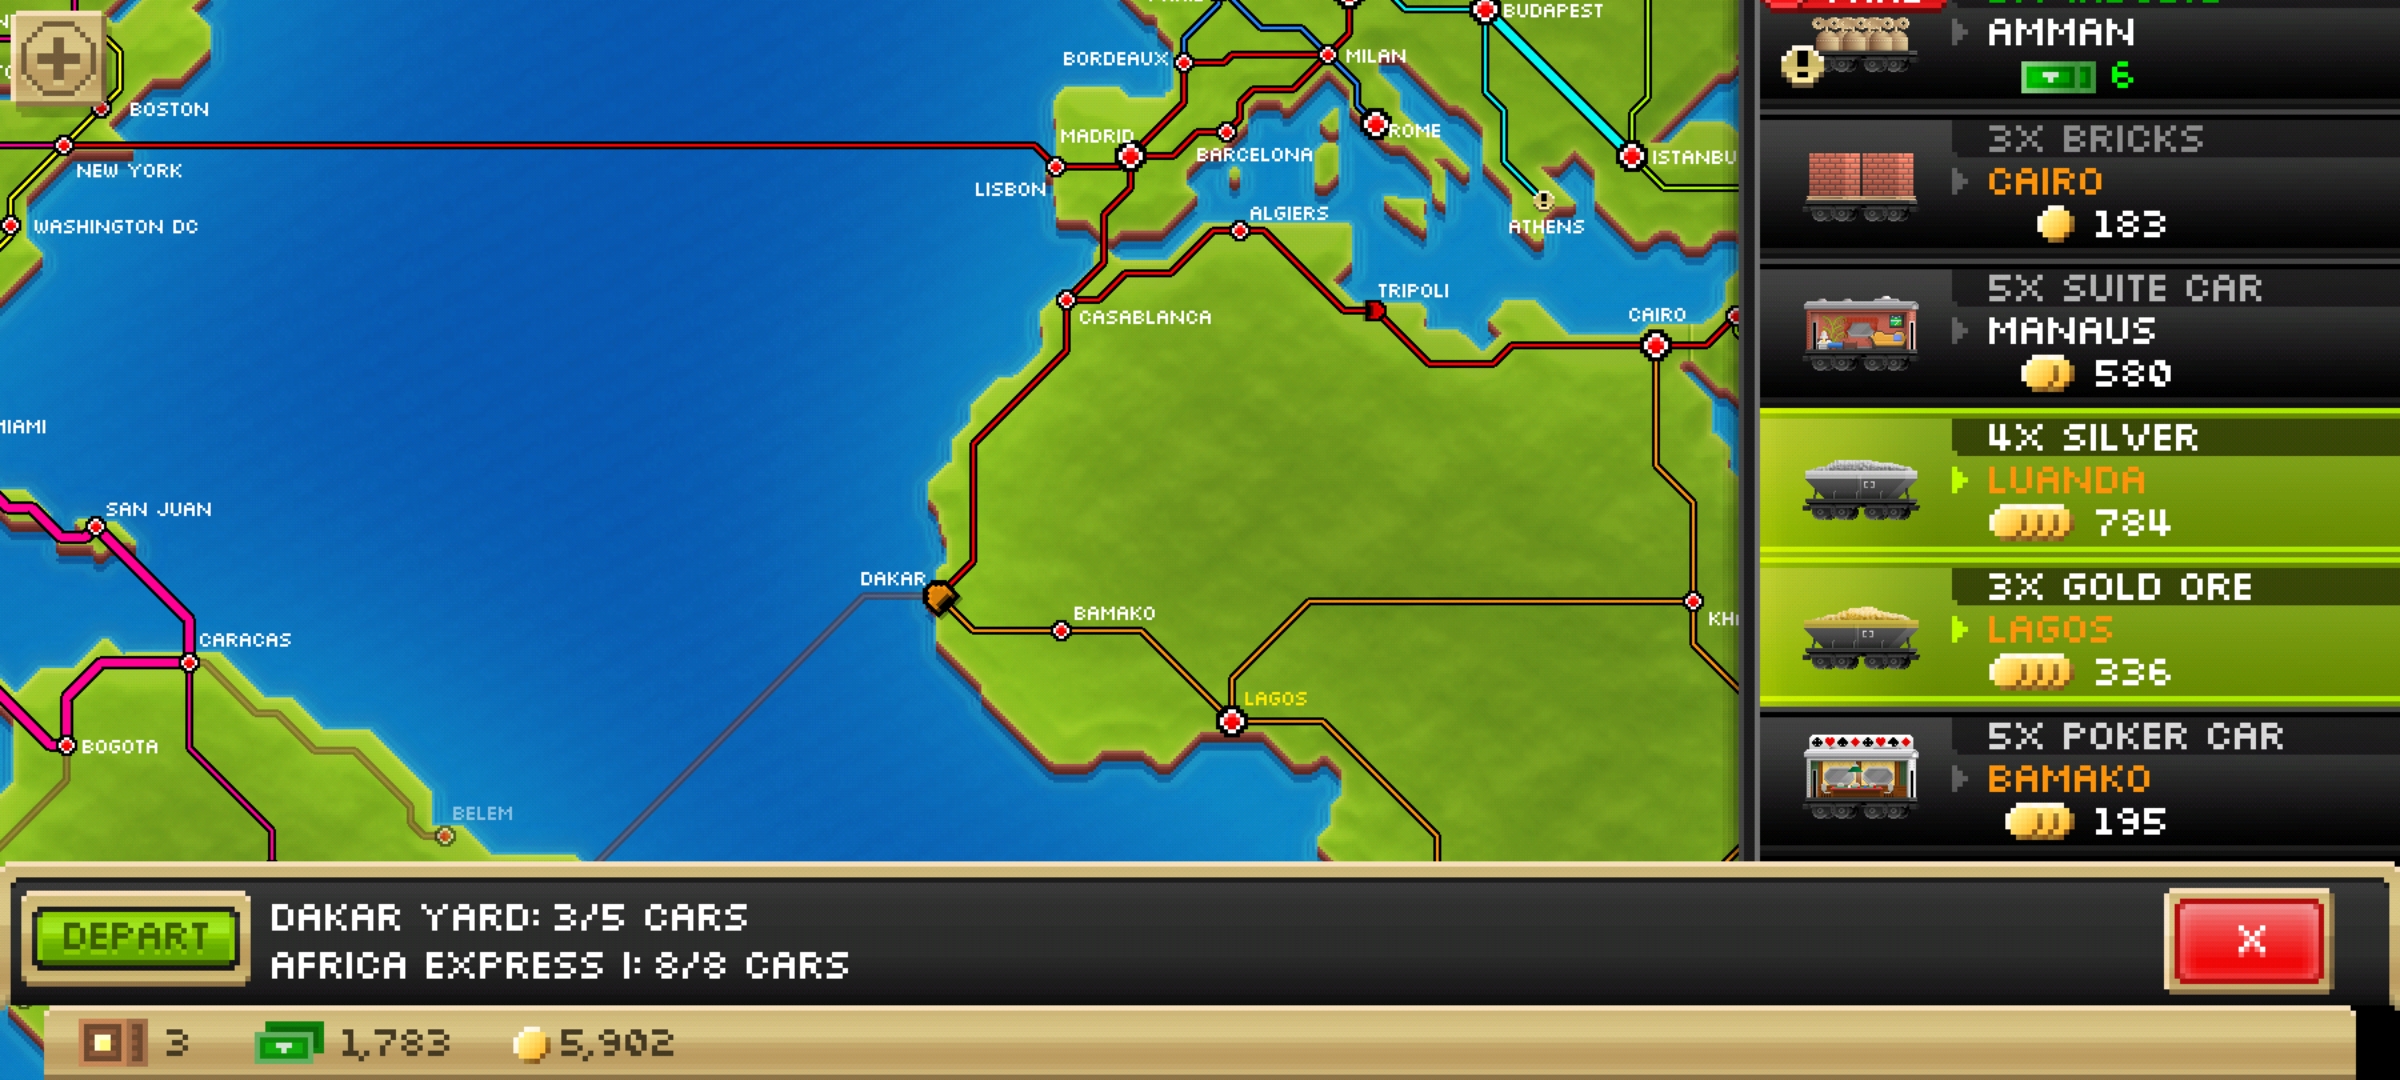 BUDAPEST
BORDEAUX
MILAN
BOSTON
MADRID
ROME
NEW YORK
BARCELONA
ISTANBU
LISBON
WASHINGTON DC
ALGIERS
ATHENS
TRIPOLI
CASABLANCA
CAIRO
MIAMI
SAN JUAN
DAKAR
BAMAKO
KH
CARACAS
LAGOS
BOGOTA
BELEM
AMMAN
6
3X BRICKS
CAIRO
183
5X SUITE CAR
MANAUS
580
4X SILVER
LUANDA
784
3X GOLD ORE
LAGOS
336
5X POKER CAR
BAMAKO
195
DEPART
DAKAR YARD: 3/5 CARS
AFRICA EXPRESS I: 8/8 CARS
X
3
1,783
5,902